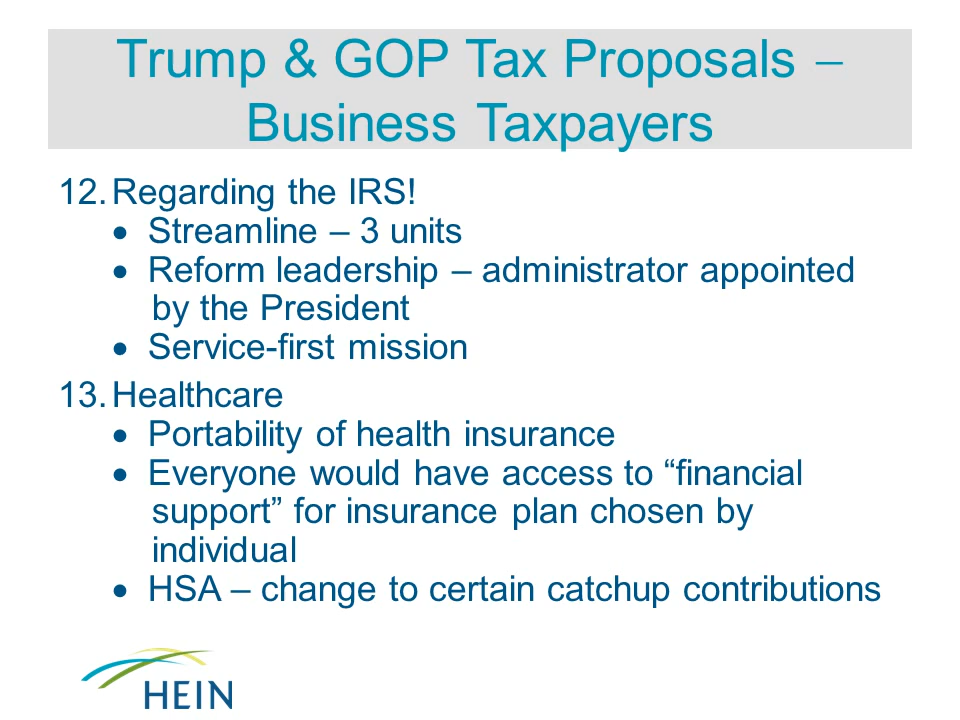 Trump & GOP Tax Proposals –
Business Taxpayers
12. Regarding the IRS!
• Streamline – 3 units
• Reform leadership – administrator appointed
by the President
• Service-first mission
13. Healthcare
• Portability of health insurance
• Everyone would have access to “financial
support” for insurance plan chosen by
individual
• HSA – change to certain catchup contributions
HEIN